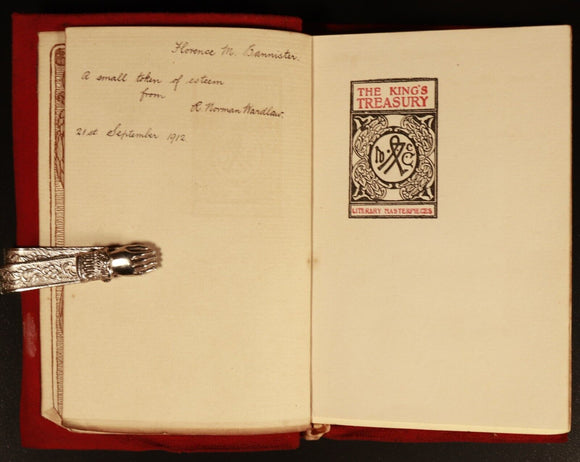 Florence M. Bannister.
A small token of esteem
from
R. Norman Wardlaw.
21st September 1912
THE KING'S
TREASURY
LITERARY MASTERPIECES